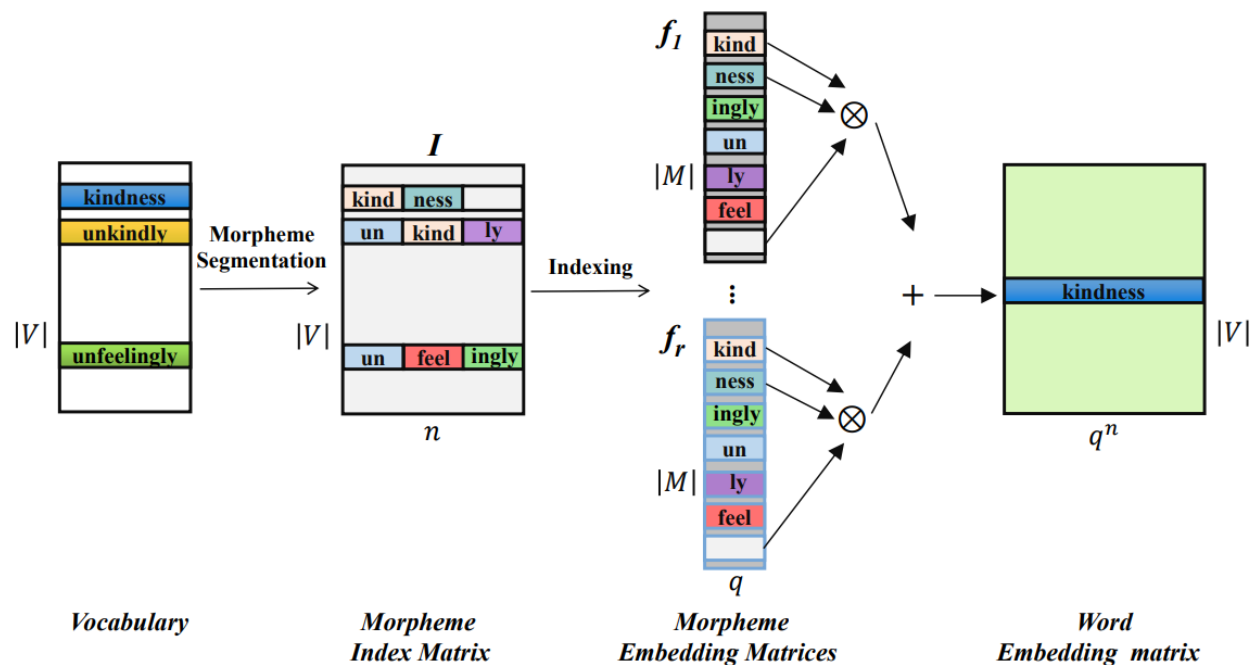 Vocabulary
kindness
unkindly
unfeelingly
|V|
Morpheme
Segmentation
I
kind ness
un kind ly
un feel ingly
|V|
n
Morpheme
Index Matrix
Indexing
f1
kind
ness
ingly
un
ly
feel
|M|
⊗
⋮
fr
kind
ness
ingly
un
ly
feel
|M|
q
⊗
Morpheme
Embedding Matrices
+
kindness
|V|
qⁿ
Word
Embedding matrix